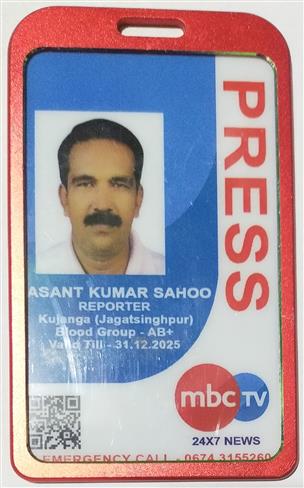 PRESS
ASANT KUMAR SAHOO
REPORTER
Kujanga (Jagatsinghpur)
Blood Group - AB+
Valid Till - 31.12.2025
mbc TV
24X7 NEWS
EMERGENCY CALL - 0674 3155260